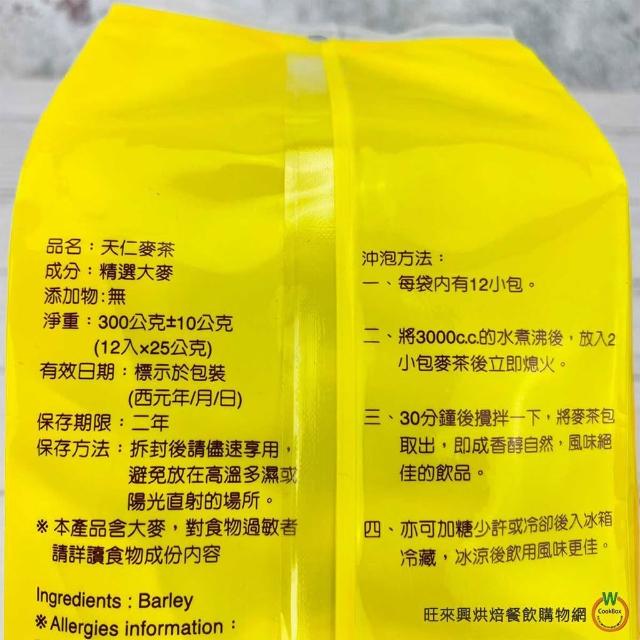 品名：天仁麥茶
成分：精選大麥
添加物:無
淨重：300公克±10公克
(12入×25公克)
有效日期：標示於包裝
(西元年/月/日)
保存期限：二年
保存方法：拆封後請儘速享用，
避免放在高溫多濕或
陽光直射的場所。
※本產品含大麥，對食物過敏者
請詳讀食物成份内容
Ingredients : Barley
※Allergies information :
沖泡方法：
一、每袋内有12小包。
二、將3000c.c.的水煮沸後，放入2
小包麥茶後立即熄火。
三、30分鐘後攪拌一下，將麥茶包
取出，即成香醇自然，風味絕
佳的飲品。
四、亦可加糖少許或冷卻後入冰箱
冷藏，冰涼後飲用風味更佳。
旺來興烘焙餐飲購物網
W
CookBox